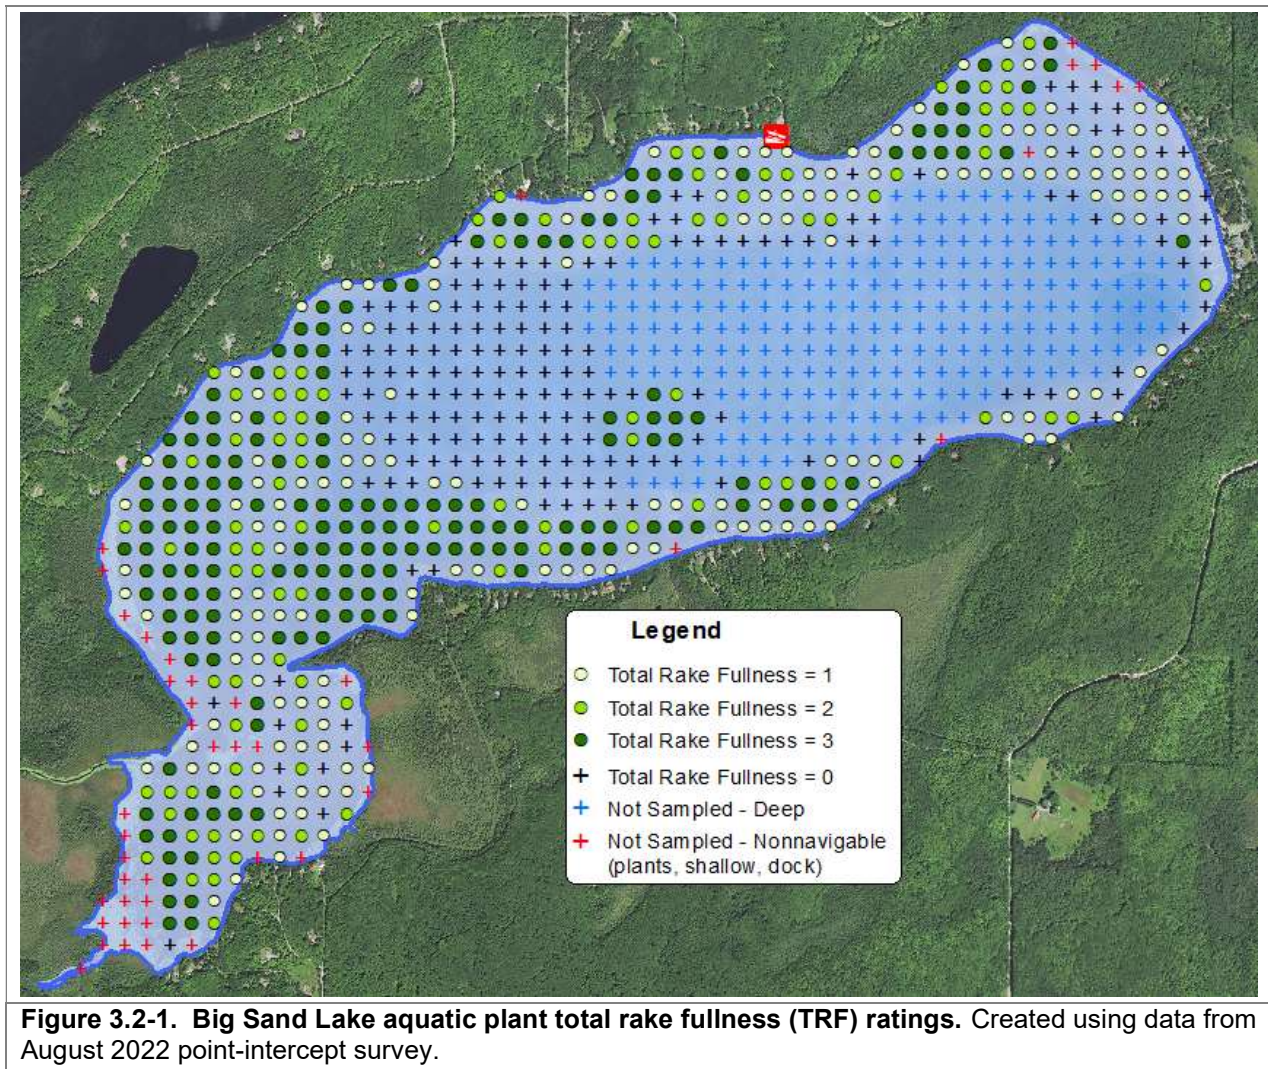 Legend
Total Rake Fullness = 1
Total Rake Fullness = 2
Total Rake Fullness = 3
Total Rake Fullness = 0
Not Sampled - Deep
Not Sampled - Nonnavigable
(plants, shallow, dock)
Figure 3.2-1. Big Sand Lake aquatic plant total rake fullness (TRF) ratings. Created using data from
August 2022 point-intercept survey.